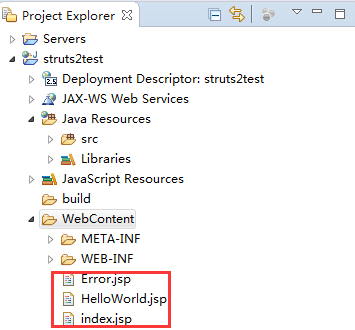 Project Explorer
Servers
struts2test
Deployment Descriptor: struts2test
JAX-WS Web Services
Java Resources
src
Libraries
JavaScript Resources
build
WebContent
META-INF
WEB-INF
Error.jsp
HelloWorld.jsp
index.jsp